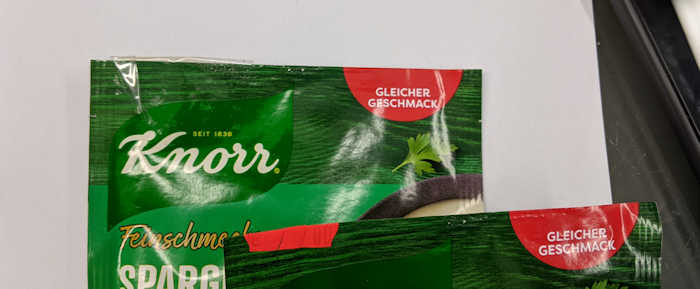 GLEICHER
GESCHMACK
SEIT 1838
Knorr
GLEICHER
GESCHMACK